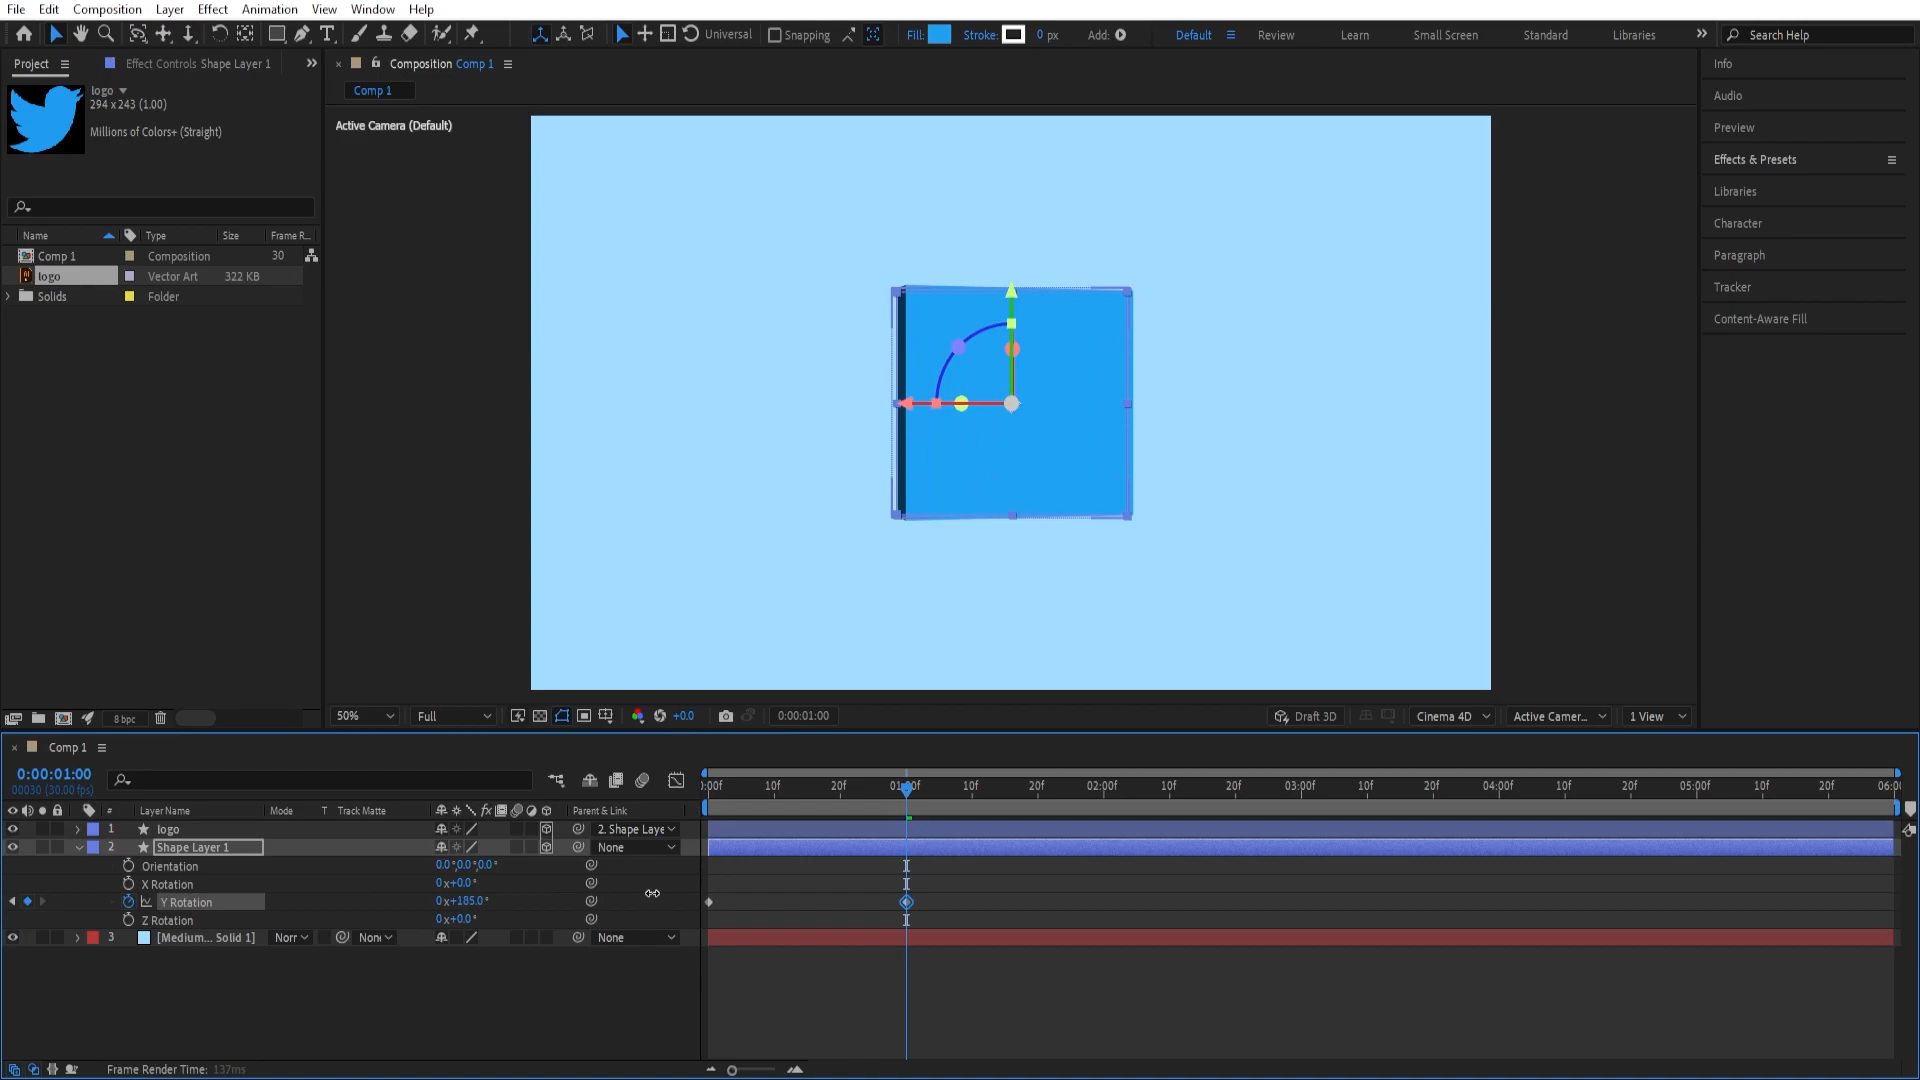 File Edit Composition Layer Effect Animation View Window Help
Universal Snapping Fill: Stroke: 0 px Add: Default Review Learn Small Screen Standard Libraries Search Help
Project Effect Controls Shape Layer 1
Composition Comp 1
Comp 1
logo
294 x 243 (1.00)
Millions of Colors+ (Straight)
Active Camera (Default)
Name Type Size Frame R...
Comp 1 Composition 30
logo Vector Art 322 KB
Solids Folder
Info
Audio
Preview
Effects & Presets
Libraries
Character
Paragraph
Tracker
Content-Aware Fill
8 bpc
50% Full +0.0 0:00:01:00 Draft 3D Cinema 4D Active Camer... 1 View
Comp 1
0:00:01:00
00030 (30.00 fps)
:00f 10f 20f 01:00f 10f 20f 02:00f 10f 20f 03:00f 10f 20f 04:00f 10f 20f 05:00f 10f 20f 06:00
# Layer Name Mode T Track Matte fx Parent & Link
1 logo 2. Shape Laye
2 Shape Layer 1 None
Orientation 0.0°,0.0°,0.0°
X Rotation 0x+0.0°
Y Rotation 0x+185.0°
Z Rotation 0x+0.0°
3 [Medium... Solid 1] Norr Non None
Frame Render Time: 137ms